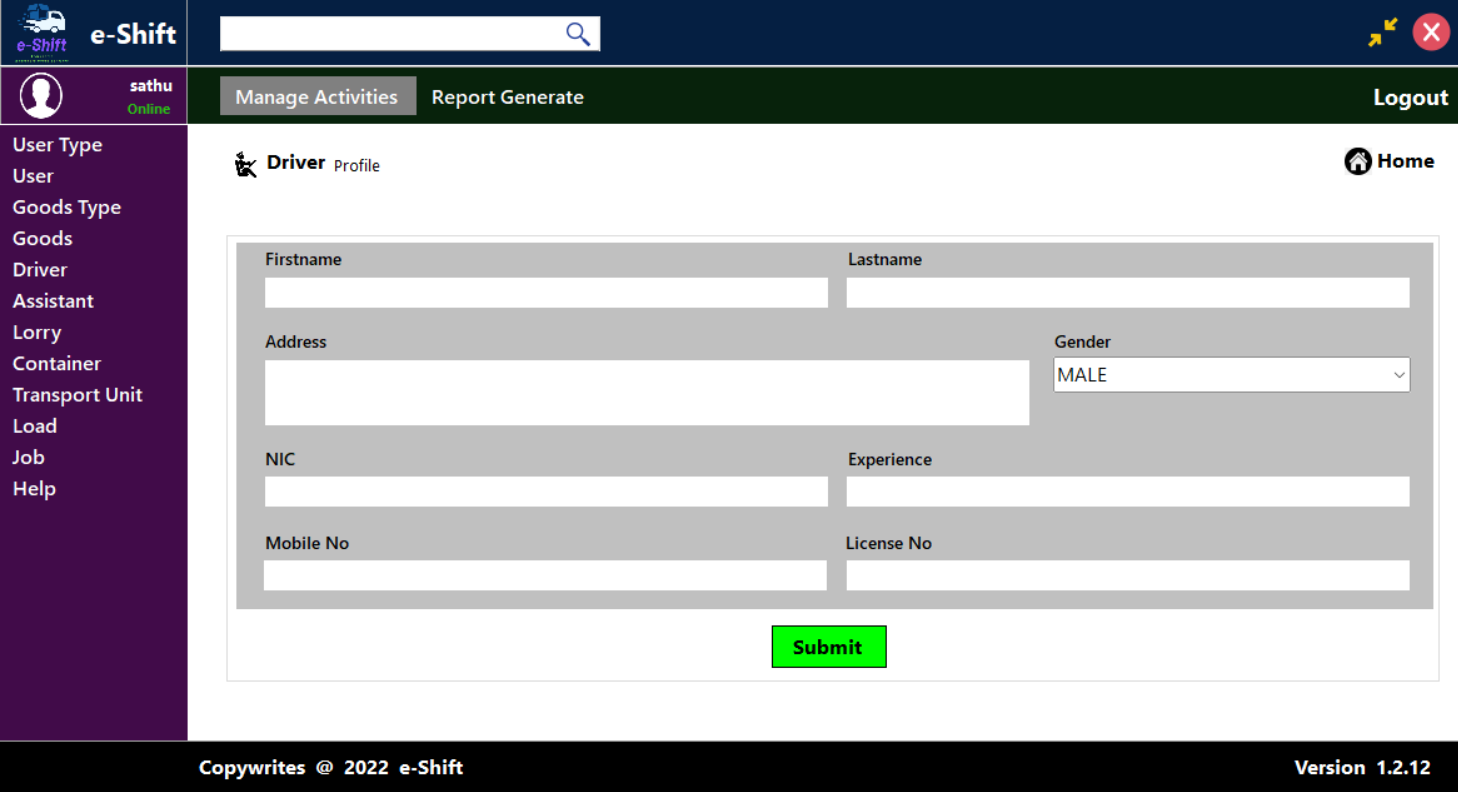 e-Shift
e-Shift
sathu
Online
Manage Activities Report Generate Logout
User Type
User
Goods Type
Goods
Driver
Assistant
Lorry
Container
Transport Unit
Load
Job
Help
Driver Profile
Home
Firstname Lastname
Address Gender
MALE
NIC Experience
Mobile No License No
Submit
Copywrites @ 2022 e-Shift Version 1.2.12